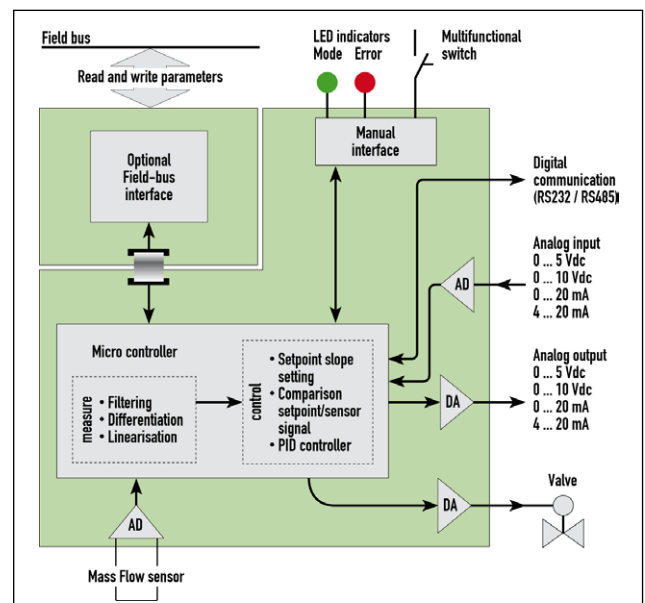 Field bus
Read and write parameters
LED indicators
Mode Error
Multifunctional
switch
Manual
interface
Optional
Field-bus
interface
Digital
communication
(RS232 / RS485)
Analog input
0 ... 5 Vdc
0 ... 10 Vdc
0 ... 20 mA
4 ... 20 mA
AD
Micro controller
measure
• Filtering
• Differentiation
• Linearisation
control
• Setpoint slope
setting
• Comparison
setpoint/sensor
signal
• PID controller
DA
Analog output
0 ... 5 Vdc
0 ... 10 Vdc
0 ... 20 mA
4 ... 20 mA
DA
Valve
AD
Mass Flow sensor